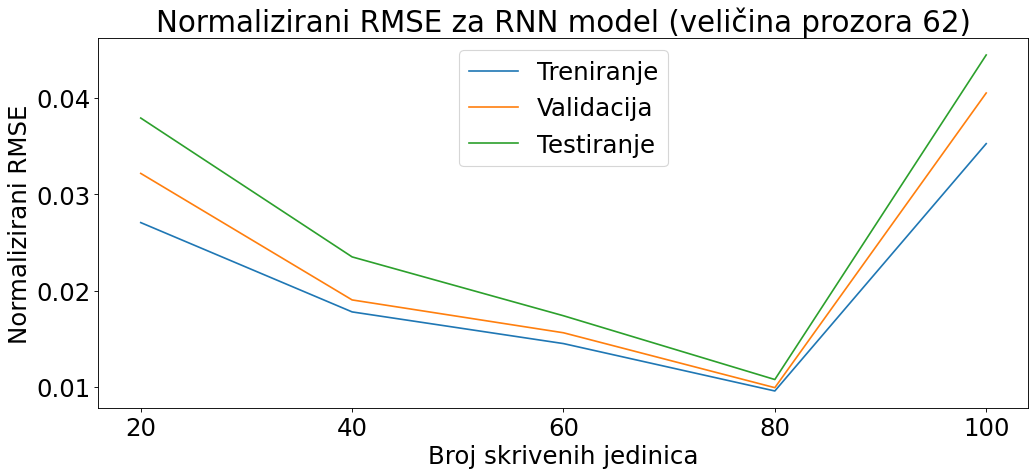 Normalizirani RMSE za RNN model (veličina prozora 62)
Treniranje
Validacija
Testiranje
Normalizirani RMSE
0.04
0.03
0.02
0.01
20 40 60 80 100
Broj skrivenih jedinica